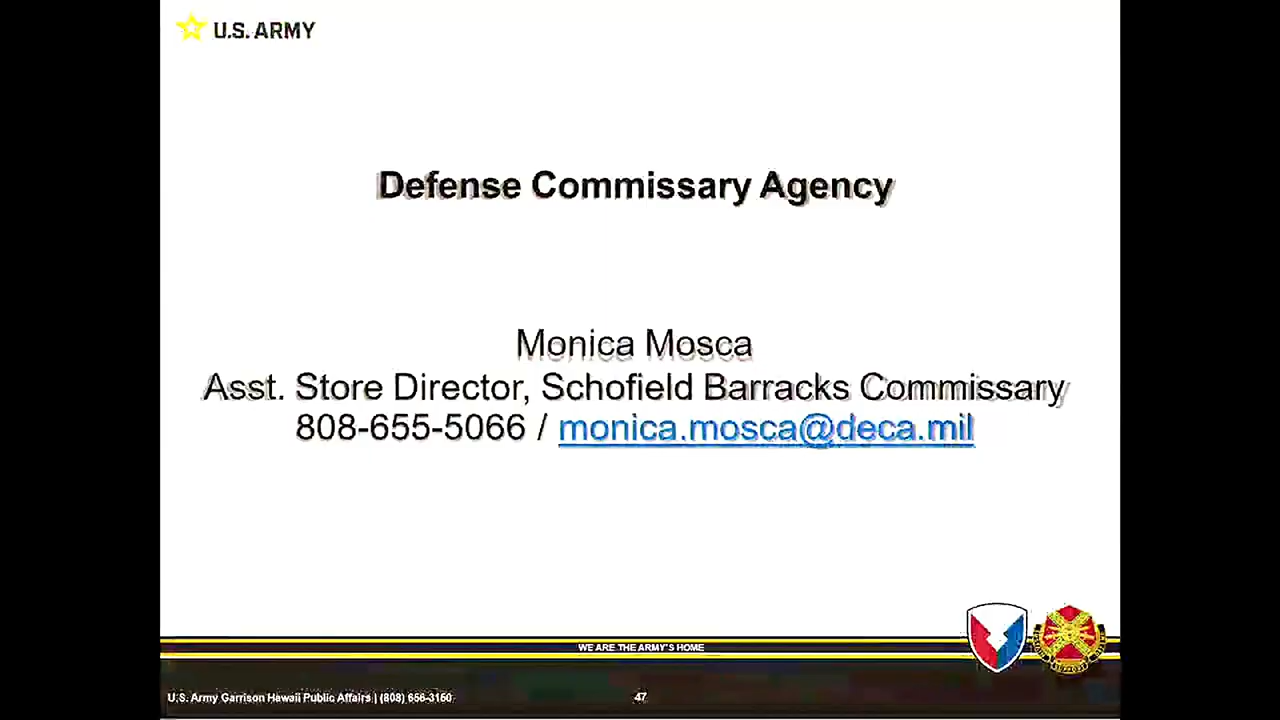 U.S. ARMY
Defense Commissary Agency
Monica Mosca
Asst. Store Director, Schofield Barracks Commissary
808-655-5066 / monica.mosca@deca.mil
WE ARE THE ARMY'S HOME
U.S. Army Garrison Hawaii Public Affairs | (808) 656-3160
47